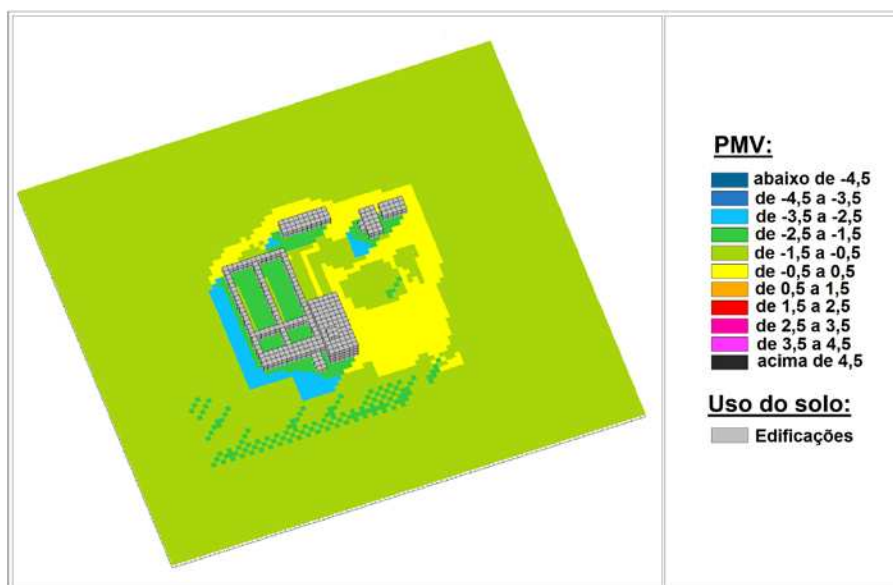 PMV:
abaixo de -4,5
de -4,5 a -3,5
de -3,5 a -2,5
de -2,5 a -1,5
de -1,5 a -0,5
de -0,5 a 0,5
de 0,5 a 1,5
de 1,5 a 2,5
de 2,5 a 3,5
de 3,5 a 4,5
acima de 4,5
Uso do solo:
Edificações